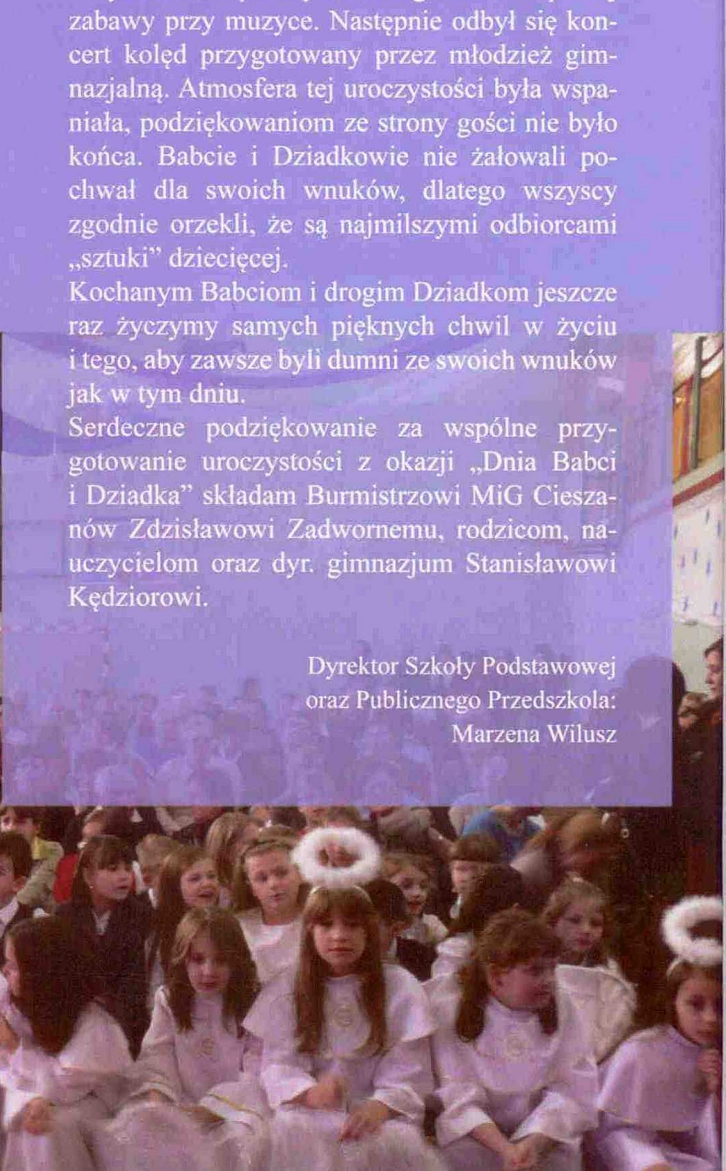 zabawy przy muzyce. Następnie odbył się kon-
cert kolęd przygotowany przez młodzież gim-
nazjalną. Atmosfera tej uroczystości była wspa-
niała, podziękowaniom ze strony gości nie było
końca. Babcie i Dziadkowie nie żałowali po-
chwał dla swoich wnuków, dlatego wszyscy
zgodnie orzekli, że są najmilszymi odbiorcami
„sztuki” dziecięcej.
Kochanym Babciom i drogim Dziadkom jeszcze
raz życzymy samych pięknych chwil w życiu
i tego, aby zawsze byli dumni ze swoich wnuków
jak w tym dniu.
Serdeczne podziękowanie za wspólne przy-
gotowanie uroczystości z okazji „Dnia Babci
i Dziadka” składam Burmistrzowi MiG Ciesza-
nów Zdzisławowi Zadwornemu, rodzicom, na-
uczycielom oraz dyr. gimnazjum Stanisławowi
Kędziorowi.
Dyrektor Szkoły Podstawowej
oraz Publicznego Przedszkola:
Marzena Wilusz